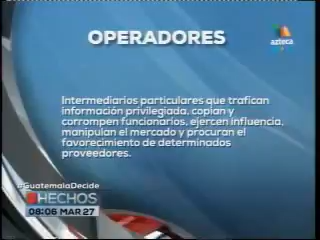 OPERADORES
azteca
Intermediarios particulares que trafican
información privilegiada, copian y
corrompen funcionarios, ejercen influencia,
manipulan el mercado y procuran el
favorecimiento de determinados
proveedores.
#GuatemalaDecide
HECHOS
08:06 MAR 27